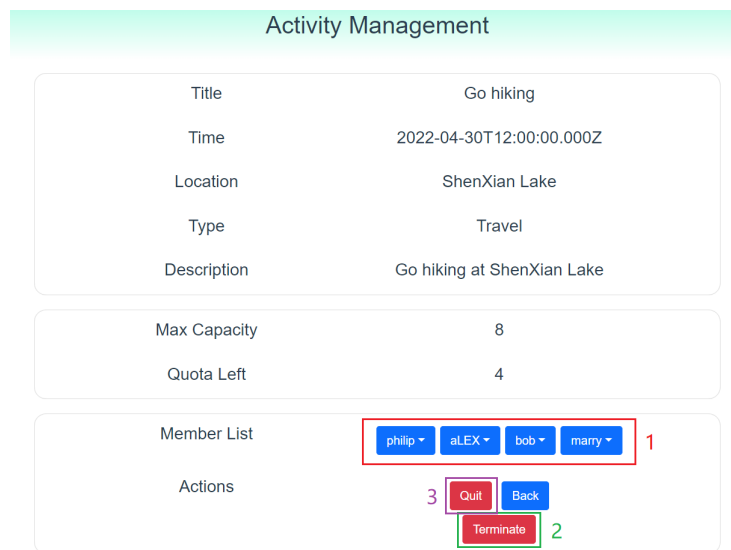 Activity Management
Title Go hiking
Time 2022-04-30T12:00:00.000Z
Location ShenXian Lake
Type Travel
Description Go hiking at ShenXian Lake
Max Capacity 8
Quota Left 4
Member List philip aLEX bob marry 1
Actions 3 Quit Back
Terminate 2